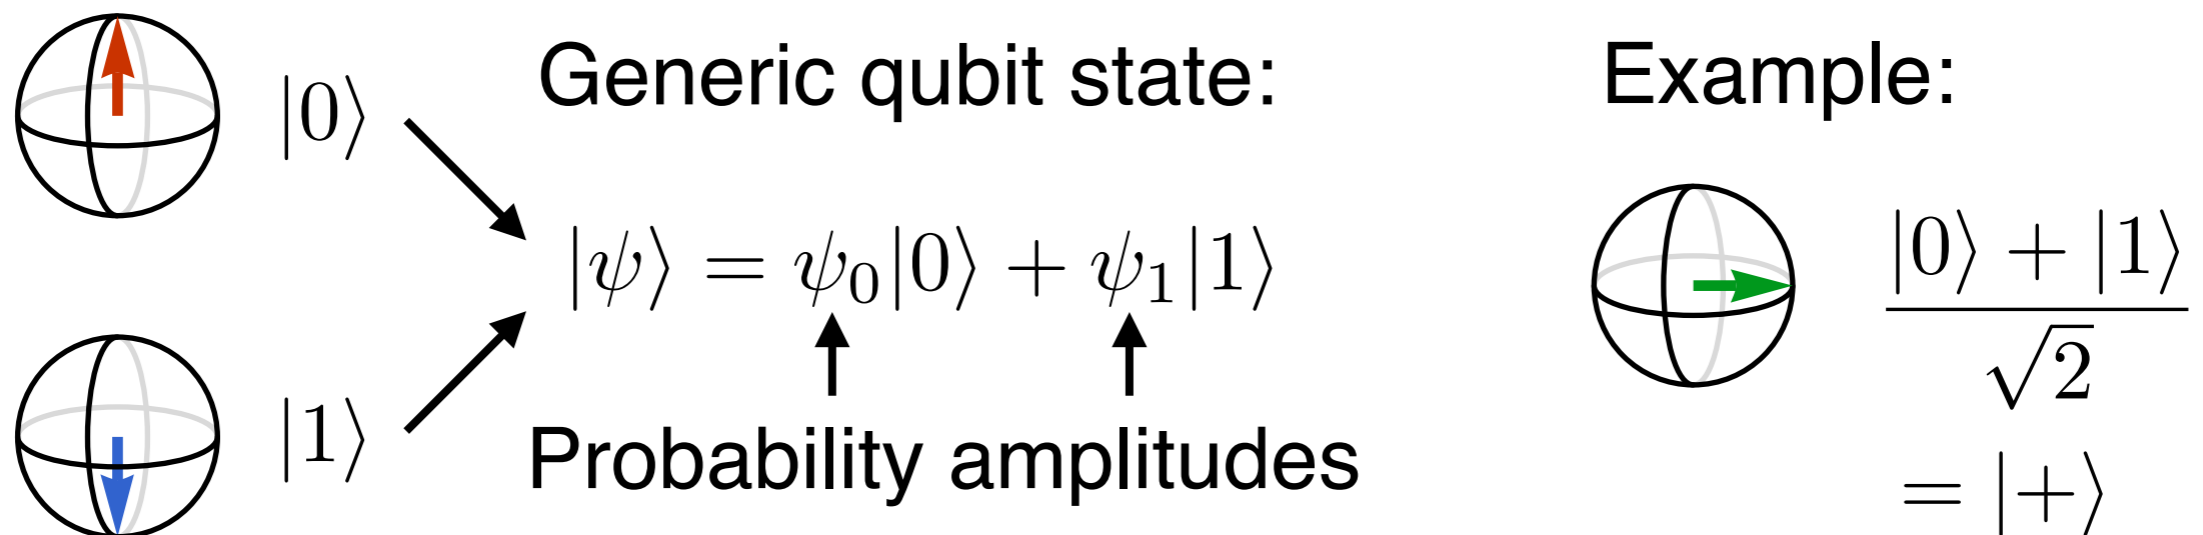 |0⟩
|1⟩
Generic qubit state:
|ψ⟩ = ψ₀|0⟩ + ψ₁|1⟩
Probability amplitudes
Example:
|0⟩ + |1⟩
√2
= |+⟩